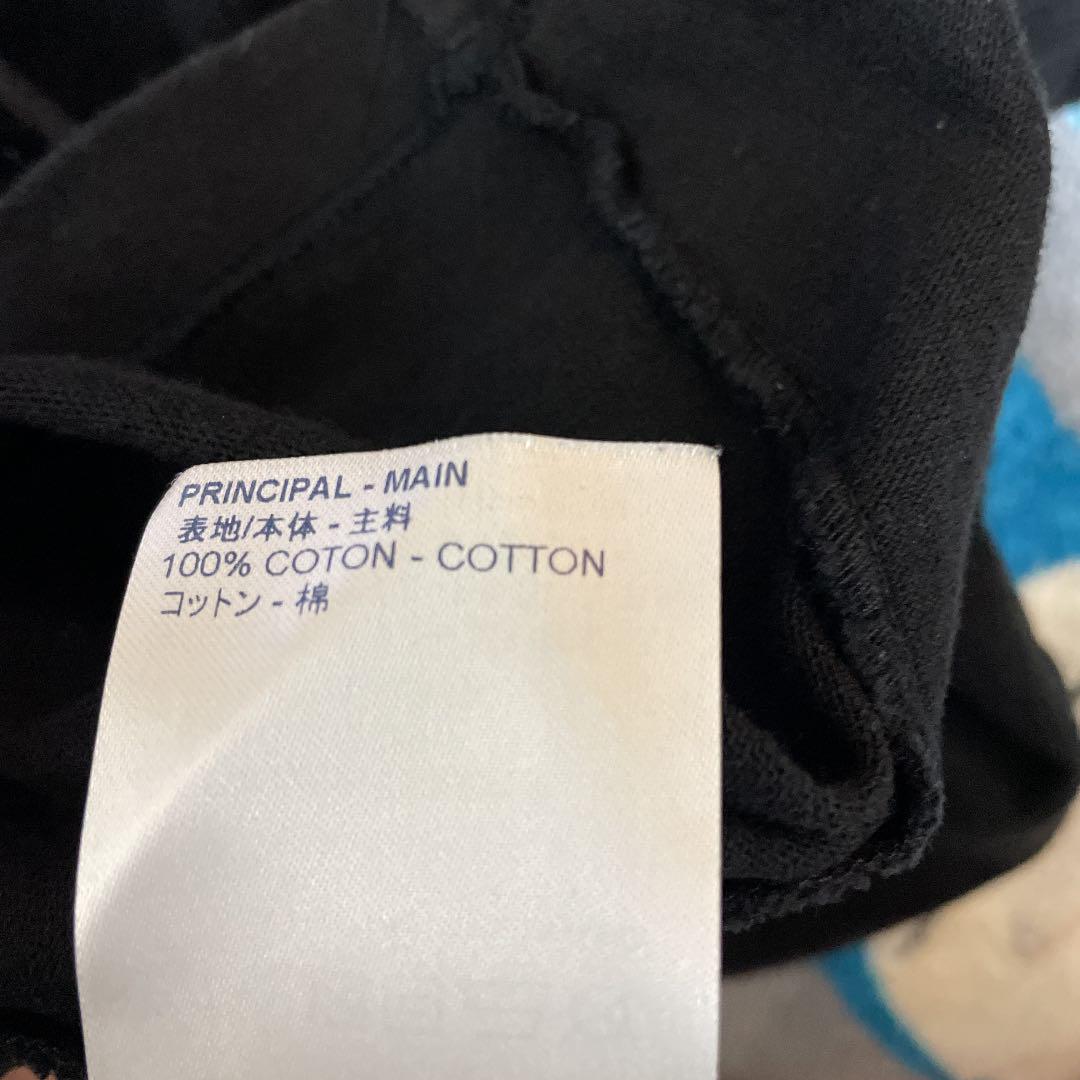 PRINCIPAL - MAIN
表地/本体 - 主料
100% COTON - COTTON
コットン - 棉